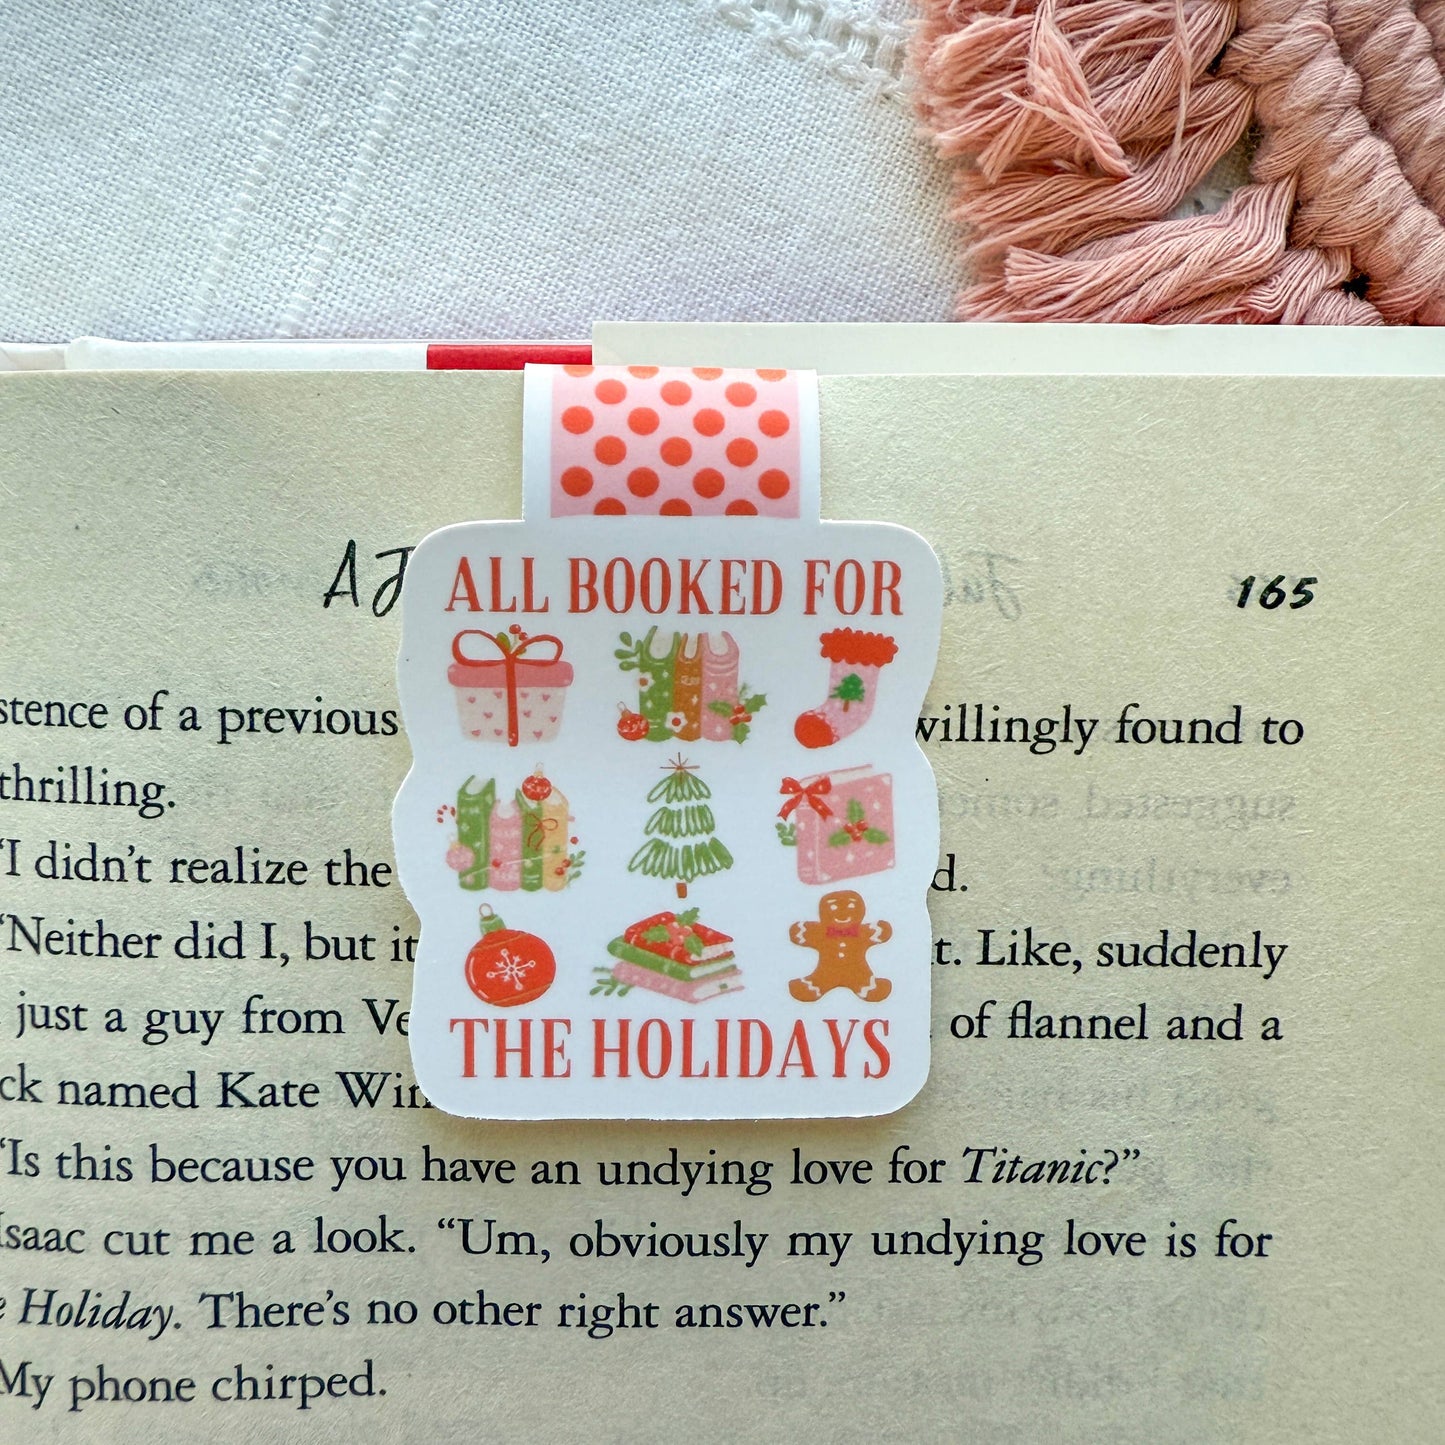 AJ
165
ALL BOOKED FOR
THE HOLIDAYS
stence of a previous willingly found to
thrilling.
“I didn’t realize the d.
“Neither did I, but it t. Like, suddenly
just a guy from Ve of flannel and a
ck named Kate Win
“Is this because you have an undying love for Titanic?”
Isaac cut me a look. “Um, obviously my undying love is for
e Holiday. There’s no other right answer.”
My phone chirped.